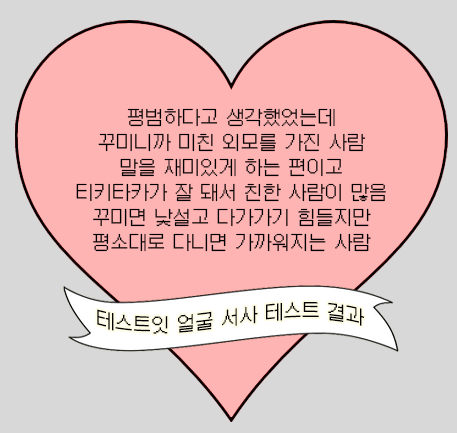 평범하다고 생각했었는데
꾸미니까 미친 외모를 가진 사람
말을 재미있게 하는 편이고
티키타카가 잘 돼서 친한 사람이 많음
꾸미면 낯설고 다가가기 힘들지만
평소대로 다니면 가까워지는 사람
테스트잇 얼굴 서사 테스트 결과